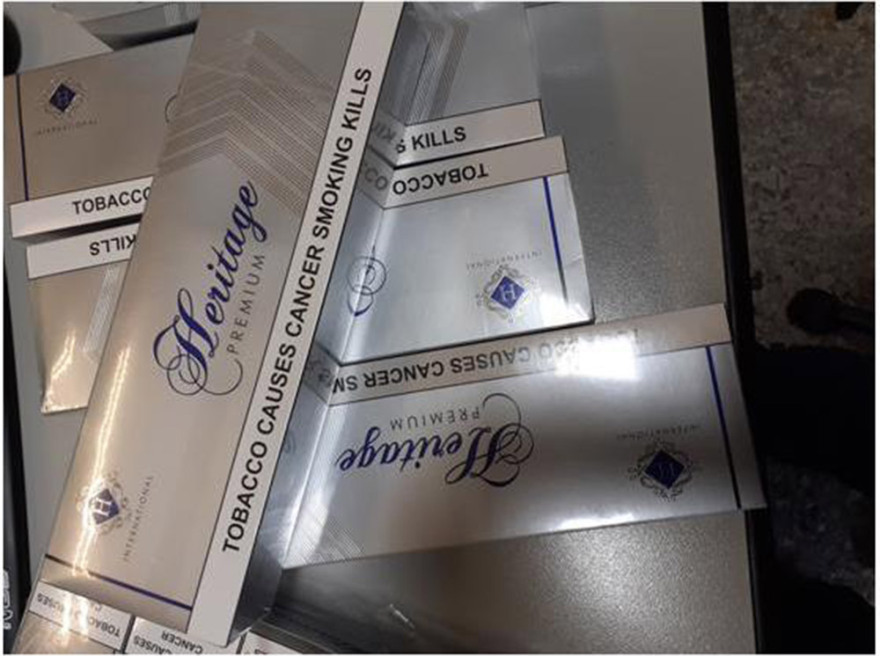 H
INTERNATIONAL
TOBACCO
KILLS
Heritage
PREMIUM
TOBACCO CAUSES CANCER SMOKING KILLS
H
INTERNATIONAL
KILLS
TOBACCO
INTERNATIONAL
H
CAUSES CANCER
Heritage
PREMIUM
INTERNATIONAL
H
TOBACCO CAUSES
CAUSES
CANCER